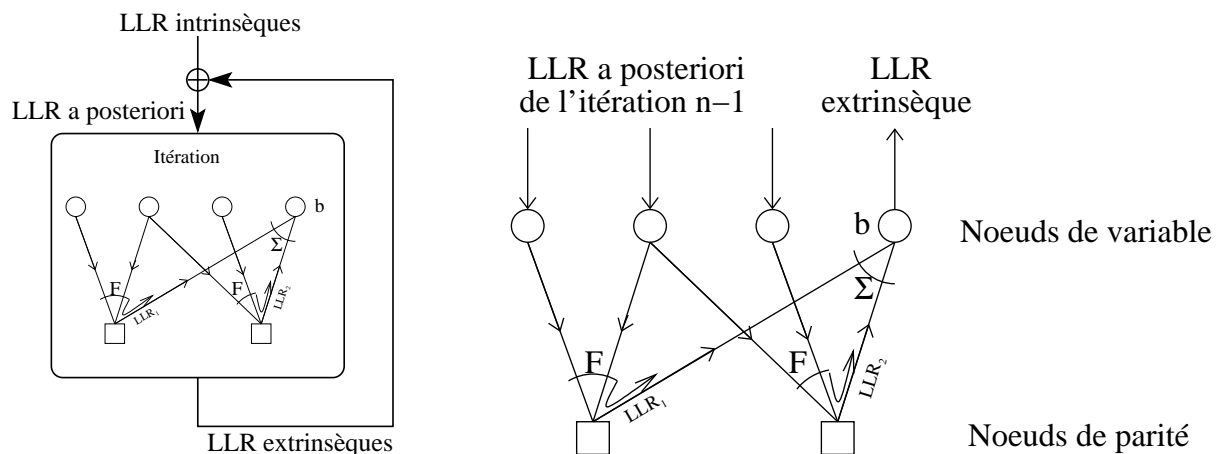 LLR intrinsèques
LLR a posteriori
Itération
b
Σ
F
F
LLR₁
LLR₂
LLR extrinsèques
LLR a posteriori
de l'itération n−1
LLR
extrinsèque
b
Noeuds de variable
Σ
F
F
LLR₁
LLR₂
Noeuds de parité